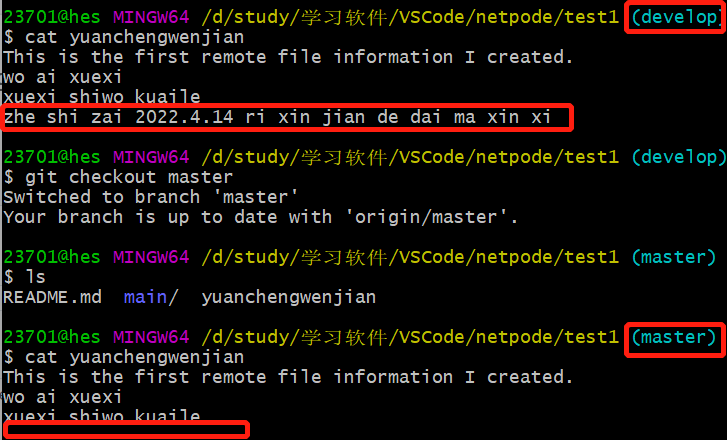 23701@hes MINGW64 /d/study/学习软件/VSCode/netpode/test1 (develop)
$ cat yuanchengwenjian
This is the first remote file information I created.
wo ai xuexi
xuexi shiwo kuaile
zhe shi zai 2022.4.14 ri xin jian de dai ma xin xi
23701@hes MINGW64 /d/study/学习软件/VSCode/netpode/test1 (develop)
$ git checkout master
Switched to branch 'master'
Your branch is up to date with 'origin/master'.
23701@hes MINGW64 /d/study/学习软件/VSCode/netpode/test1 (master)
$ ls
README.md main/ yuanchengwenjian
23701@hes MINGW64 /d/study/学习软件/VSCode/netpode/test1 (master)
$ cat yuanchengwenjian
This is the first remote file information I created.
wo ai xuexi
xuexi shiwo kuaile